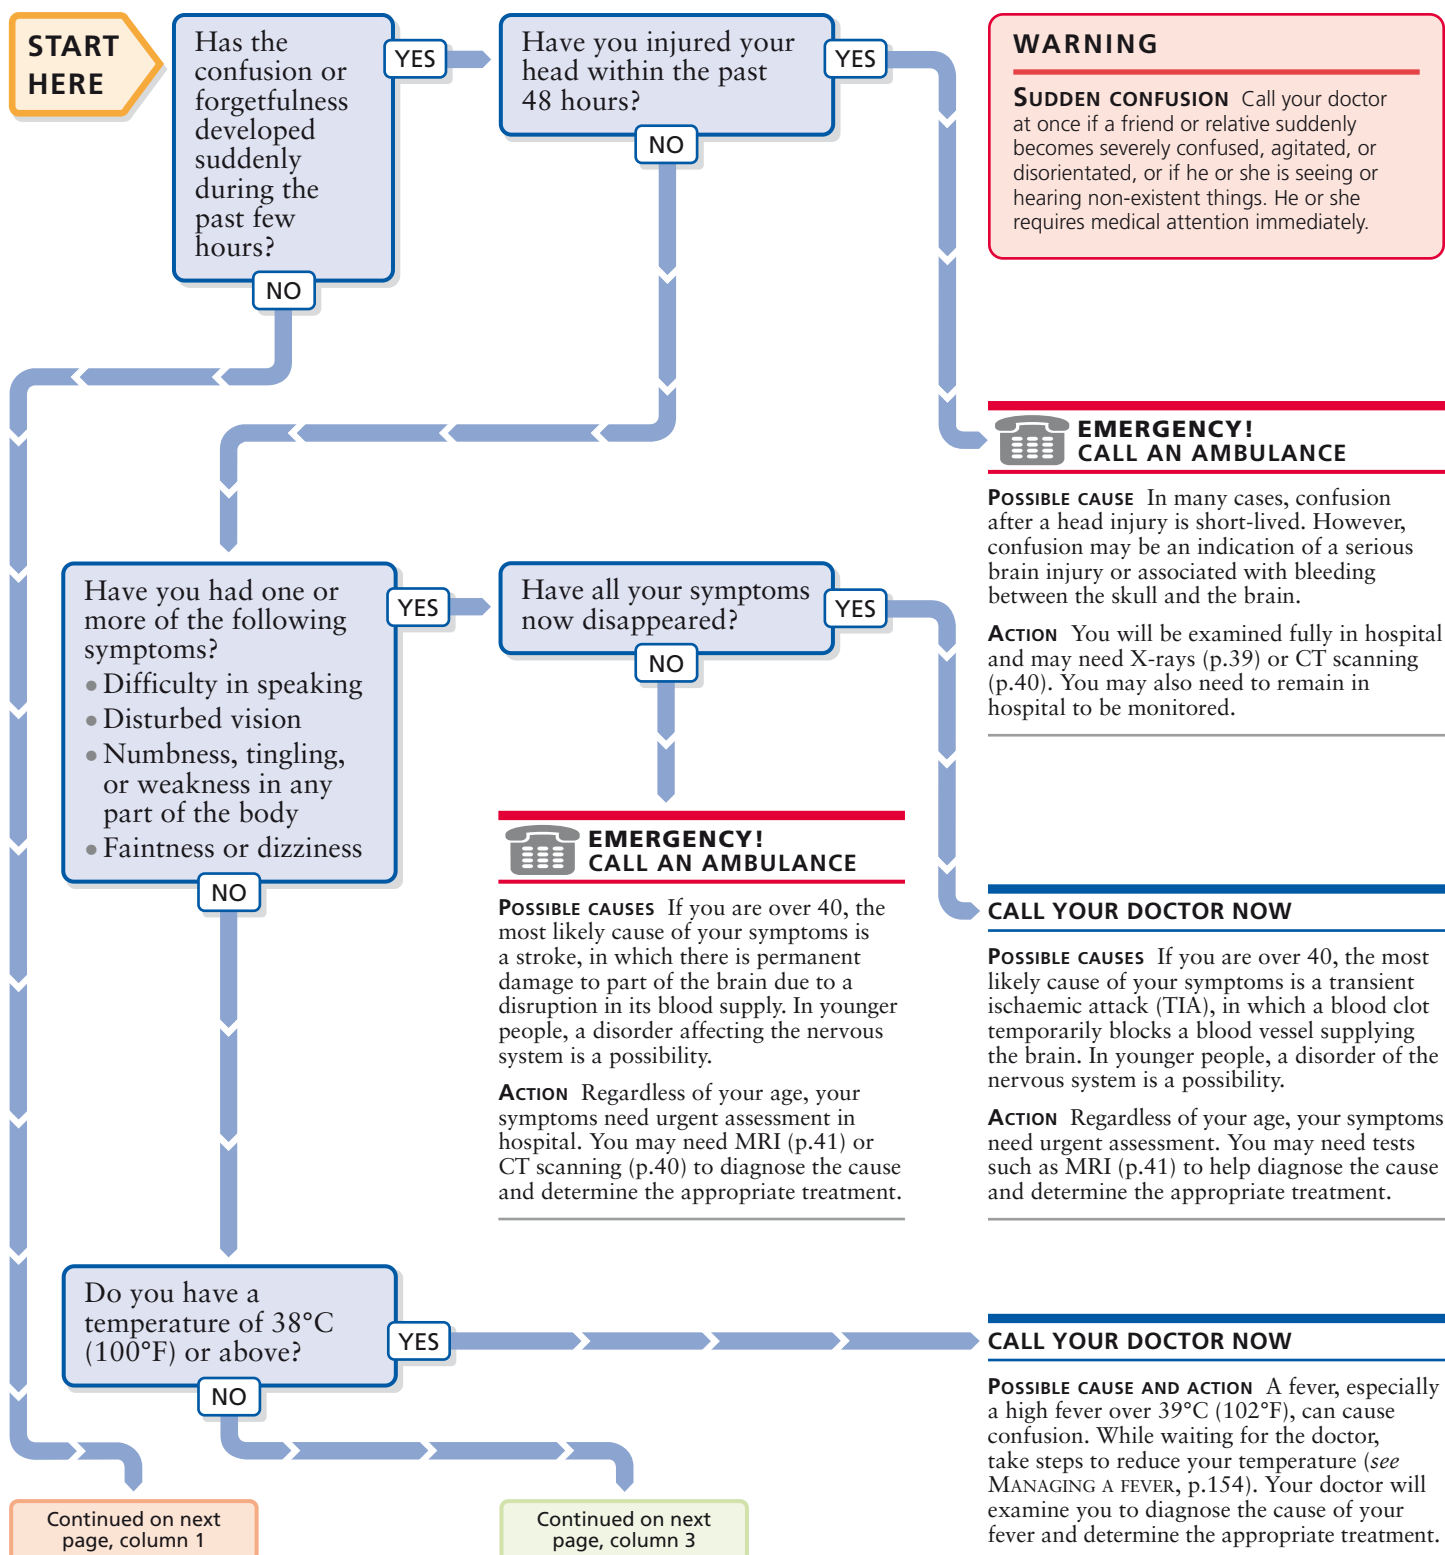 START
HERE
Has the
confusion or
forgetfulness
developed
suddenly
during the
past few
hours?
YES
NO
Have you injured your
head within the past
48 hours?
YES
NO
WARNING
SUDDEN CONFUSION Call your doctor
at once if a friend or relative suddenly
becomes severely confused, agitated, or
disorientated, or if he or she is seeing or
hearing non-existent things. He or she
requires medical attention immediately.
EMERGENCY!
CALL AN AMBULANCE
POSSIBLE CAUSE In many cases, confusion
after a head injury is short-lived. However,
confusion may be an indication of a serious
brain injury or associated with bleeding
between the skull and the brain.
ACTION You will be examined fully in hospital
and may need X-rays (p.39) or CT scanning
(p.40). You may also need to remain in
hospital to be monitored.
Have you had one or
more of the following
symptoms?
• Difficulty in speaking
• Disturbed vision
• Numbness, tingling,
or weakness in any
part of the body
• Faintness or dizziness
YES
NO
Have all your symptoms
now disappeared?
YES
NO
EMERGENCY!
CALL AN AMBULANCE
POSSIBLE CAUSES If you are over 40, the
most likely cause of your symptoms is
a stroke, in which there is permanent
damage to part of the brain due to a
disruption in its blood supply. In younger
people, a disorder affecting the nervous
system is a possibility.
ACTION Regardless of your age, your
symptoms need urgent assessment in
hospital. You may need MRI (p.41) or
CT scanning (p.40) to diagnose the cause
and determine the appropriate treatment.
CALL YOUR DOCTOR NOW
POSSIBLE CAUSES If you are over 40, the most
likely cause of your symptoms is a transient
ischaemic attack (TIA), in which a blood clot
temporarily blocks a blood vessel supplying
the brain. In younger people, a disorder of the
nervous system is a possibility.
ACTION Regardless of your age, your symptoms
need urgent assessment. You may need tests
such as MRI (p.41) to help diagnose the cause
and determine the appropriate treatment.
Do you have a
temperature of 38°C
(100°F) or above?
YES
NO
CALL YOUR DOCTOR NOW
POSSIBLE CAUSE AND ACTION A fever, especially
a high fever over 39°C (102°F), can cause
confusion. While waiting for the doctor,
take steps to reduce your temperature (see
MANAGING A FEVER, p.154). Your doctor will
examine you to diagnose the cause of your
fever and determine the appropriate treatment.
Continued on next
page, column 1
Continued on next
page, column 3